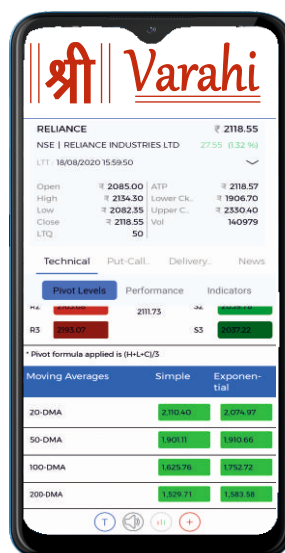 ||श्री|| Varahi
RELIANCE ₹ 2118.55
NSE | RELIANCE INDUSTRIES LTD 27.55 (1.32 %)
LTT : 18/08/2020 15:59:50
Open ₹ 2085.00 ATP ₹ 2118.57
High ₹ 2134.30 Lower Ck.. ₹ 1906.70
Low ₹ 2082.35 Upper C.. ₹ 2330.40
Close ₹ 2118.55 Vol 140979
LTQ 50
Technical Put-Call.. Delivery.. News
Pivot Levels Performance Indicators
R2 2111.73 S2
R3 2193.07 S3 2037.22
* Pivot formula applied is (H+L+C)/3
Moving Averages Simple Exponen-
tial
20-DMA 2,110.40 2,074.97
50-DMA 1,901.11 1,910.66
100-DMA 1,625.76 1,752.72
200-DMA 1,529.71 1,583.58
T